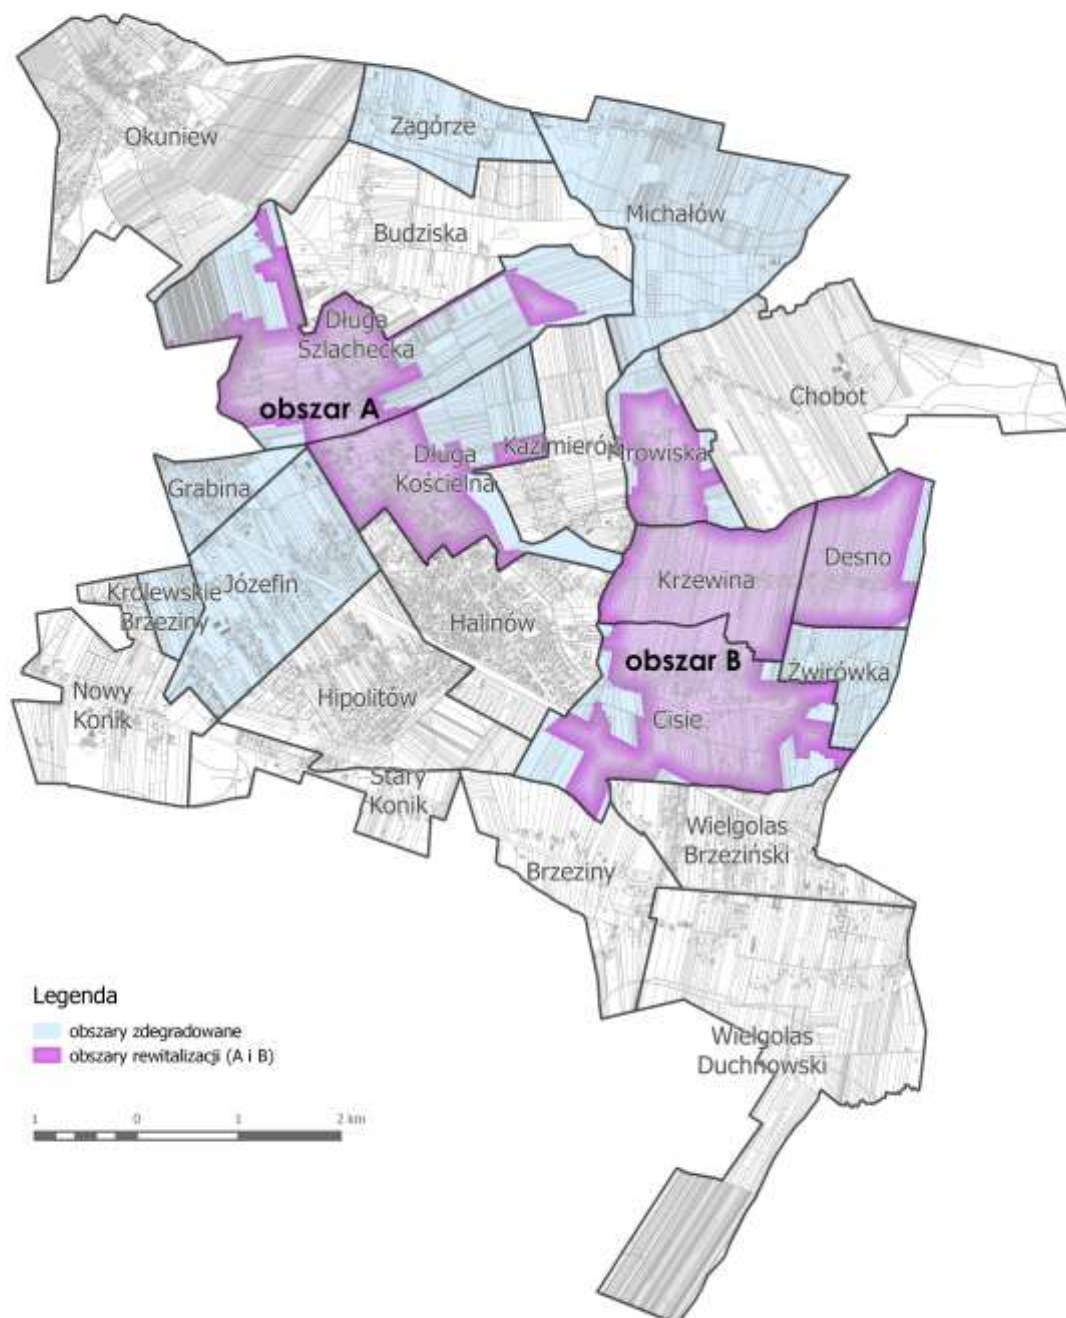 Okuniew
Zagórze
Michałów
Budziska
Długa
Szlachecka
obszar A
Chobot
Długa
Kościelna
Kazimierów
Mrowiska
Grabina
Desno
Józefin
Krzewina
Królewskie
Brzeziny
Halinów
obszar B
Żwirówka
Nowy
Konik
Hipolitów
Cisie
Stary
Konik
Wielgolas
Brzeziński
Brzeziny
Wielgolas
Duchnowski
Legenda
obszary zdegradowane
obszary rewitalizacji (A i B)
1 0 1 2 km